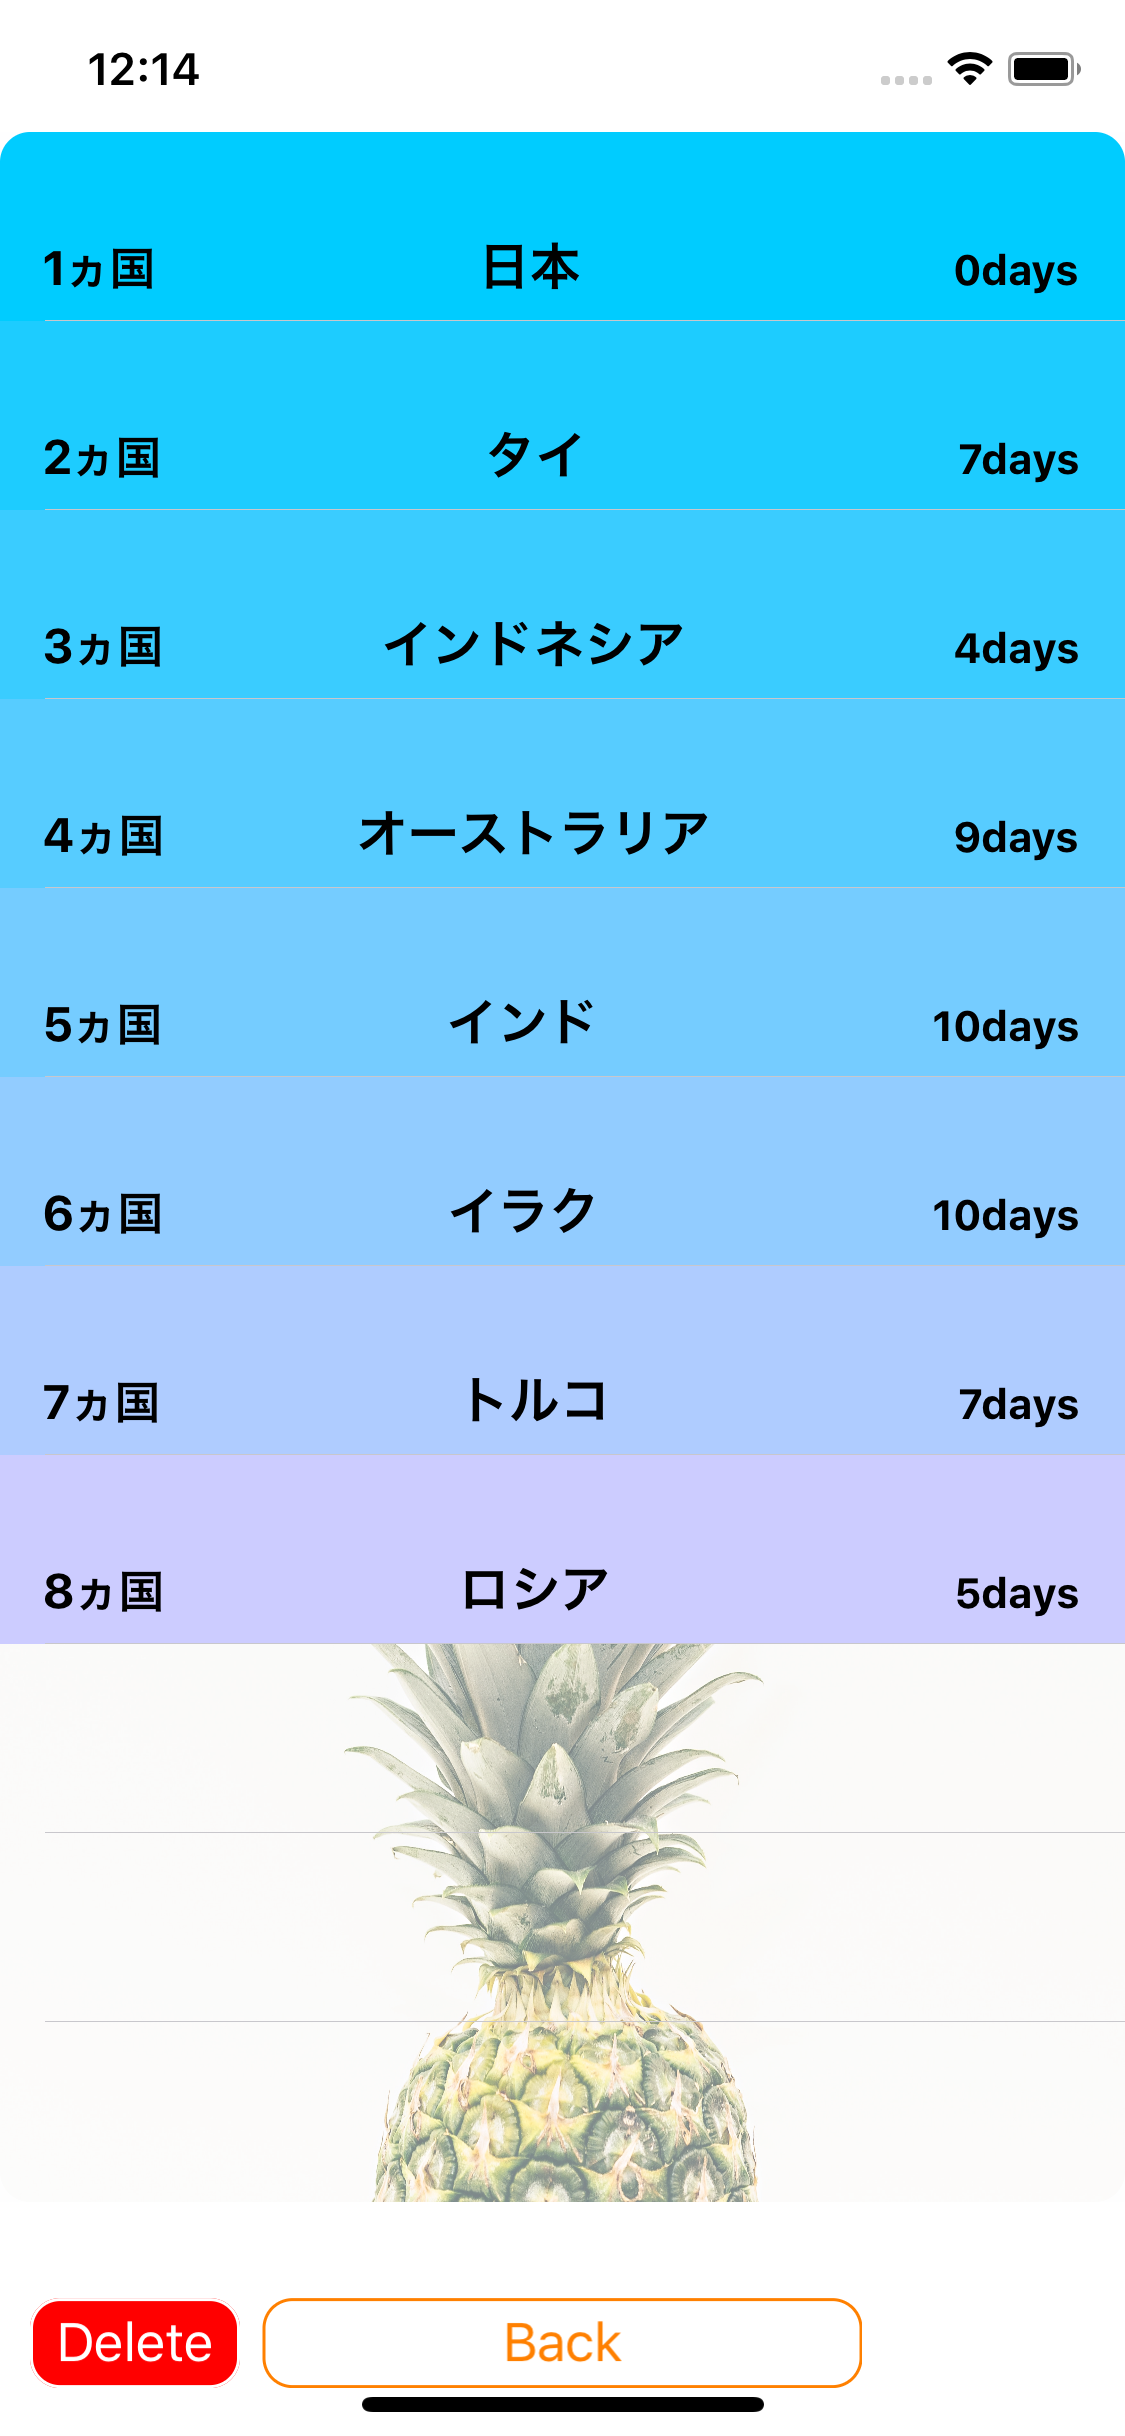 12:14
1ヵ国 日本 0days
2ヵ国 タイ 7days
3ヵ国 インドネシア 4days
4ヵ国 オーストラリア 9days
5ヵ国 インド 10days
6ヵ国 イラク 10days
7ヵ国 トルコ 7days
8ヵ国 ロシア 5days
Delete Back